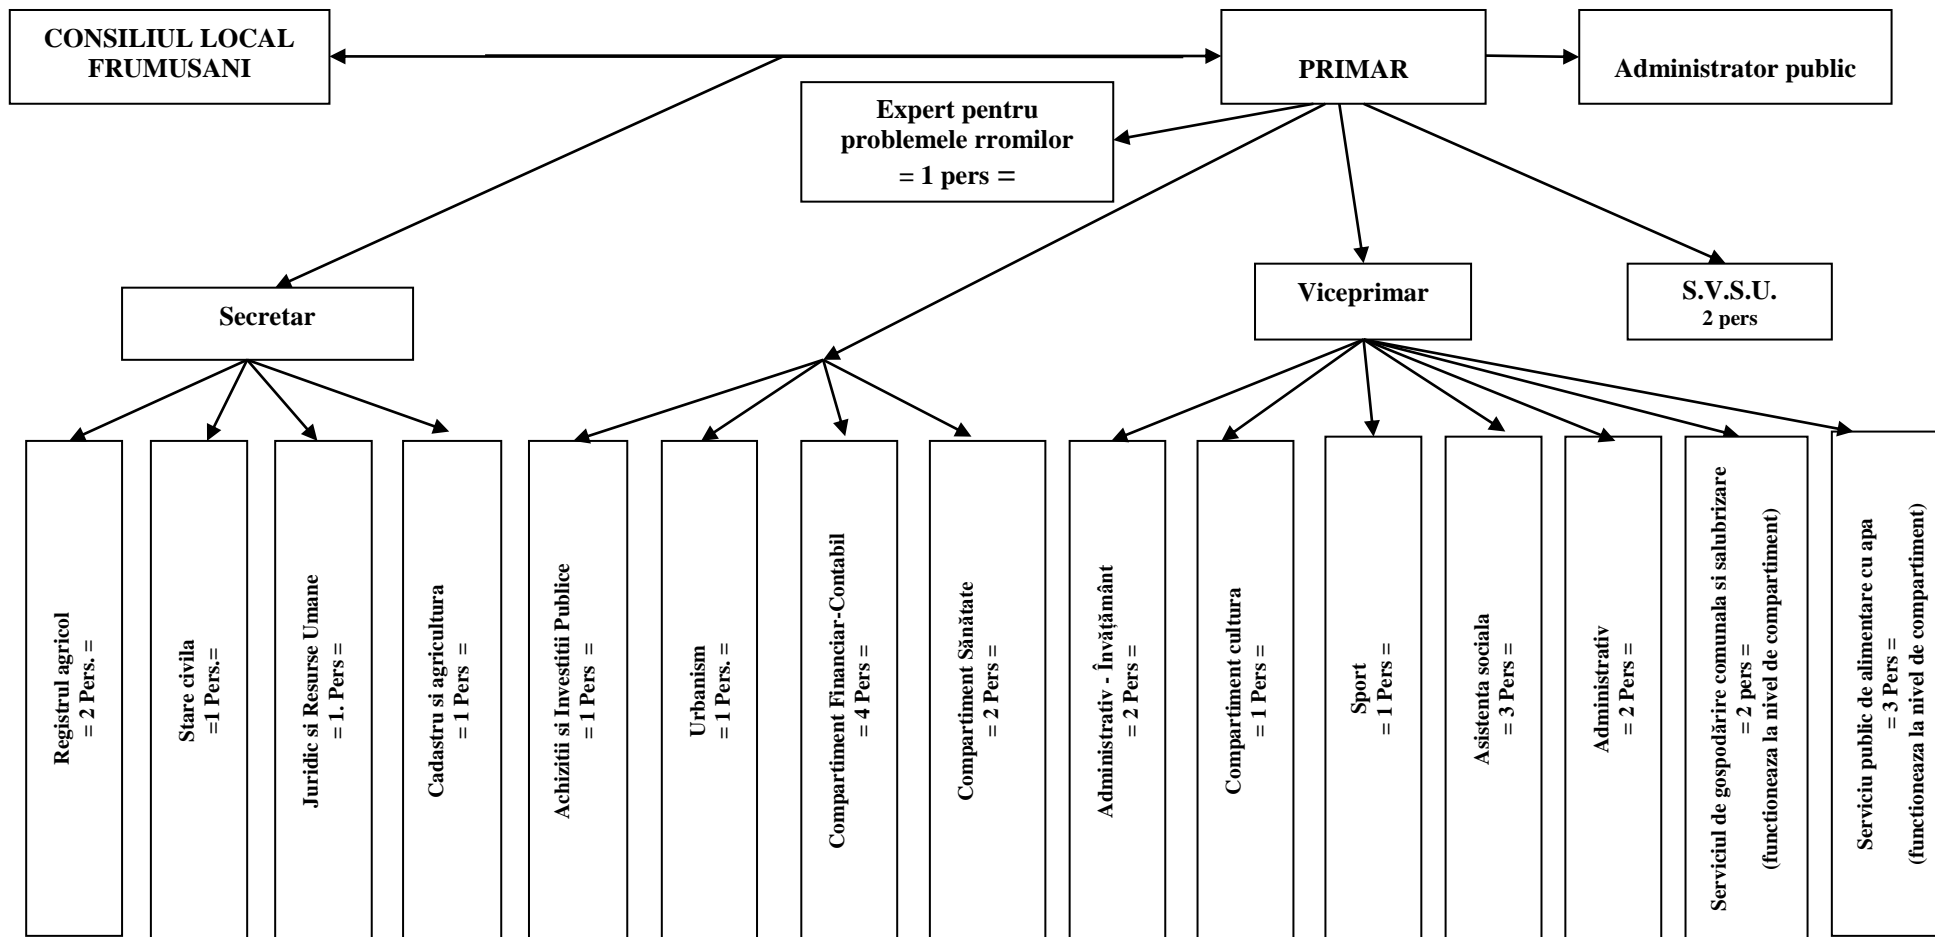 CONSILIUL LOCAL
FRUMUSANI
PRIMAR
Administrator public
Expert pentru
problemele rromilor
= 1 pers =
Secretar
Viceprimar
S.V.S.U.
2 pers
Registrul agricol
= 2 Pers. =
Stare civila
=1 Pers.=
Juridic si Resurse Umane
= 1. Pers =
Cadastru si agricultura
= 1 Pers =
Achizitii si Investitii Publice
= 1 Pers =
Urbanism
= 1 Pers. =
Compartiment Financiar-Contabil
= 4 Pers =
Compartiment Sănătate
= 2 Pers =
Administrativ - Învățământ
= 2 Pers =
Compartiment cultura
= 1 Pers =
Sport
= 1 Pers =
Asistenta sociala
= 3 Pers =
Administrativ
= 2 Pers =
Serviciul de gospodărire comunala si salubrizare
= 2 pers =
(functioneaza la nivel de compartiment)
Serviciu public de alimentare cu apa
= 3 Pers =
(functioneaza la nivel de compartiment)